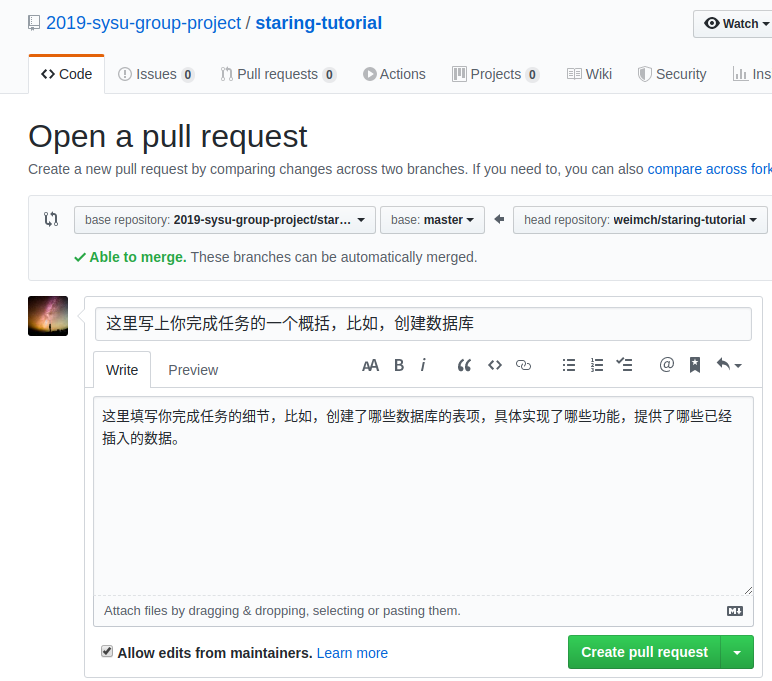 2019-sysu-group-project / staring-tutorial
Watch
Code
Issues 0
Pull requests 0
Actions
Projects 0
Wiki
Security
Ins
Open a pull request
Create a new pull request by comparing changes across two branches. If you need to, you can also compare across fork
base repository: 2019-sysu-group-project/star...
base: master
head repository: weimch/staring-tutorial
Able to merge. These branches can be automatically merged.
这里写上你完成任务的一个概括，比如，创建数据库
Write
Preview
AA B i
@
这里填写你完成任务的细节，比如，创建了哪些数据库的表项，具体实现了哪些功能，提供了哪些已经
插入的数据。
Attach files by dragging & dropping, selecting or pasting them.
M
Allow edits from maintainers. Learn more
Create pull request